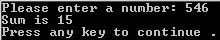 Please enter a number: 546
Sum is 15
Press any key to continue .